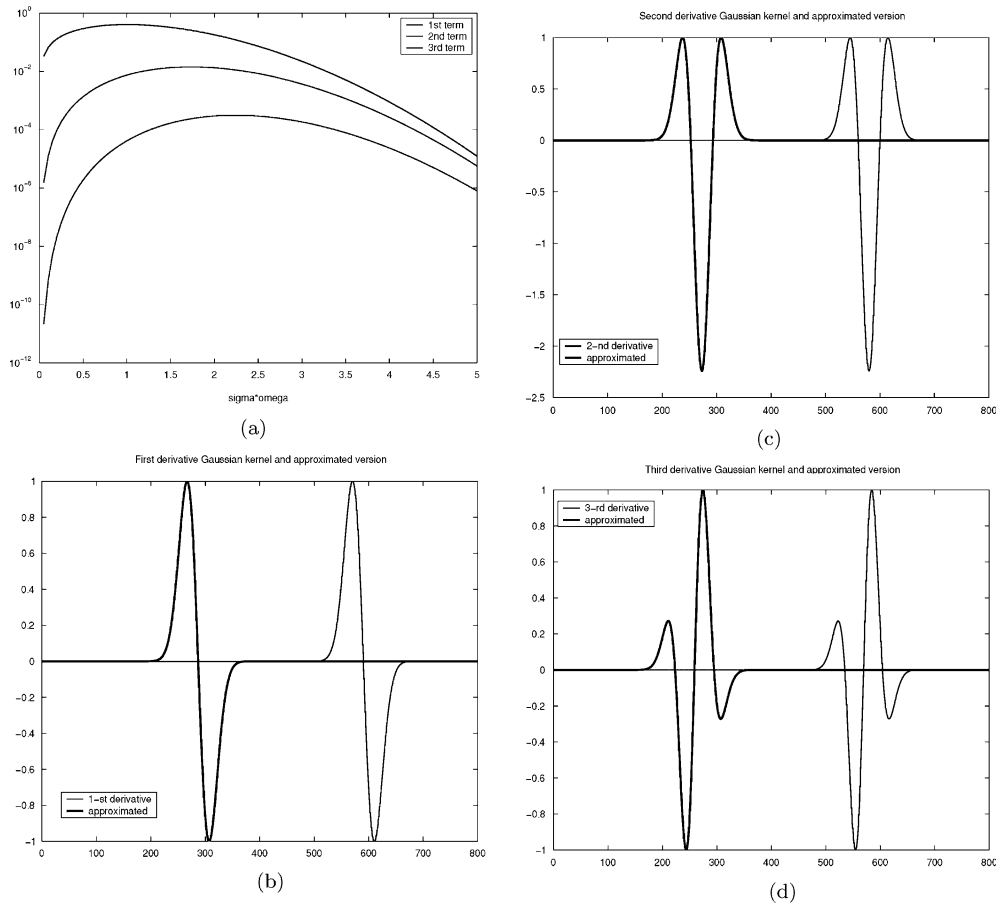 10^0
10^-2
10^-4
10^-6
10^-8
10^-10
10^-12
1st term
2nd term
3rd term
0 0.5 1 1.5 2 2.5 3 3.5 4 4.5 5
sigma*omega
(a)
Second derivative Gaussian kernel and approximated version
1
0.5
0
−0.5
−1
−1.5
−2
−2.5
2−nd derivative
approximated
0 100 200 300 400 500 600 700 800
(c)
First derivative Gaussian kernel and approximated version
1
0.8
0.6
0.4
0.2
0
−0.2
−0.4
−0.6
−0.8
−1
1−st derivative
approximated
0 100 200 300 400 500 600 700 800
(b)
Third derivative Gaussian kernel and approximated version
1
0.8
0.6
0.4
0.2
0
−0.2
−0.4
−0.6
−0.8
−1
3−rd derivative
approximated
0 100 200 300 400 500 600 700 800
(d)